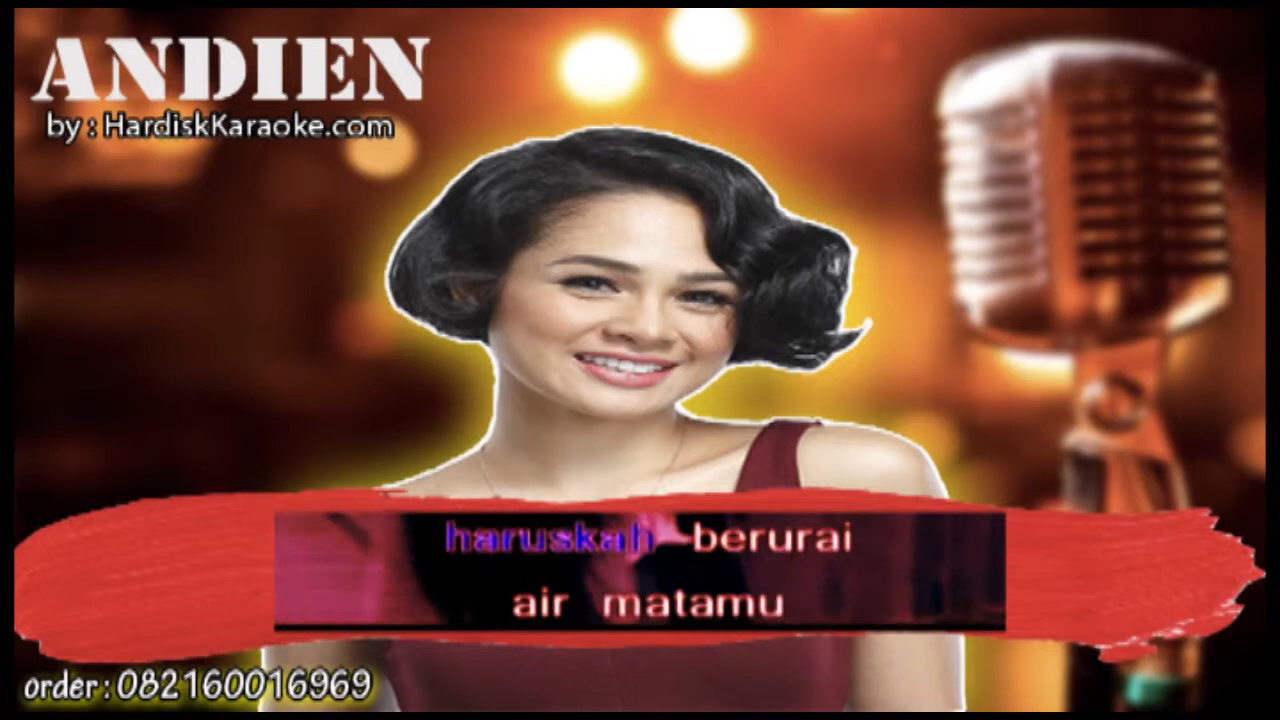 ANDIEN
by : HardiskKaraoke.com
haruskah berurai
air matamu
order : 082160016969